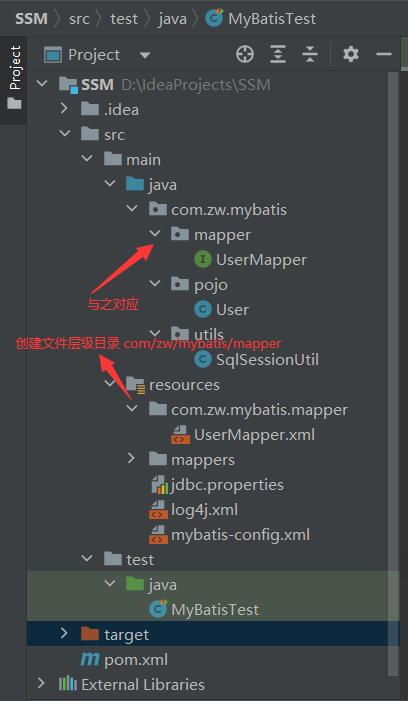 SSM > src > test > java > MyBatisTest
Project
Project
SSM D:\IdeaProjects\SSM
.idea
src
main
java
com.zw.mybatis
mapper
UserMapper
pojo
与之对应
User
utils
创建文件层级目录 com/zw/mybatis/mapper
SqlSessionUtil
resources
com.zw.mybatis.mapper
UserMapper.xml
mappers
jdbc.properties
log4j.xml
mybatis-config.xml
test
java
MyBatisTest
target
pom.xml
External Libraries